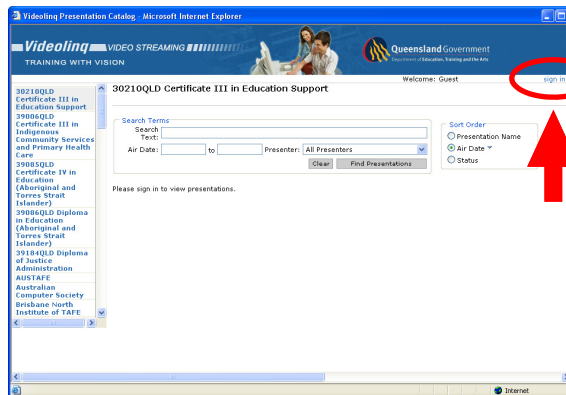 Videolinq Presentation Catalog - Microsoft Internet Explorer
Videolinq VIDEO STREAMING
TRAINING WITH VISION
Queensland Government
Department of Education, Training and the Arts
Welcome: Guest
sign in
30210QLD
Certificate III in
Education Support
39006QLD
Certificate III in
Indigenous
Community Services
and Primary Health
Care
39085QLD
Certificate IV in
Education
(Aboriginal and
Torres Strait
Islander)
39086QLD Diploma
in Education
(Aboriginal and
Torres Strait
Islander)
39184QLD Diploma
of Justice
Administration
AUSTAFE
Australian
Computer Society
Brisbane North
Institute of TAFE
30210QLD Certificate III in Education Support
Search Terms
Search
Text:
Air Date: to Presenter: All Presenters
Clear Find Presentations
Sort Order
Presentation Name
Air Date
Status
Please sign in to view presentations.
Internet